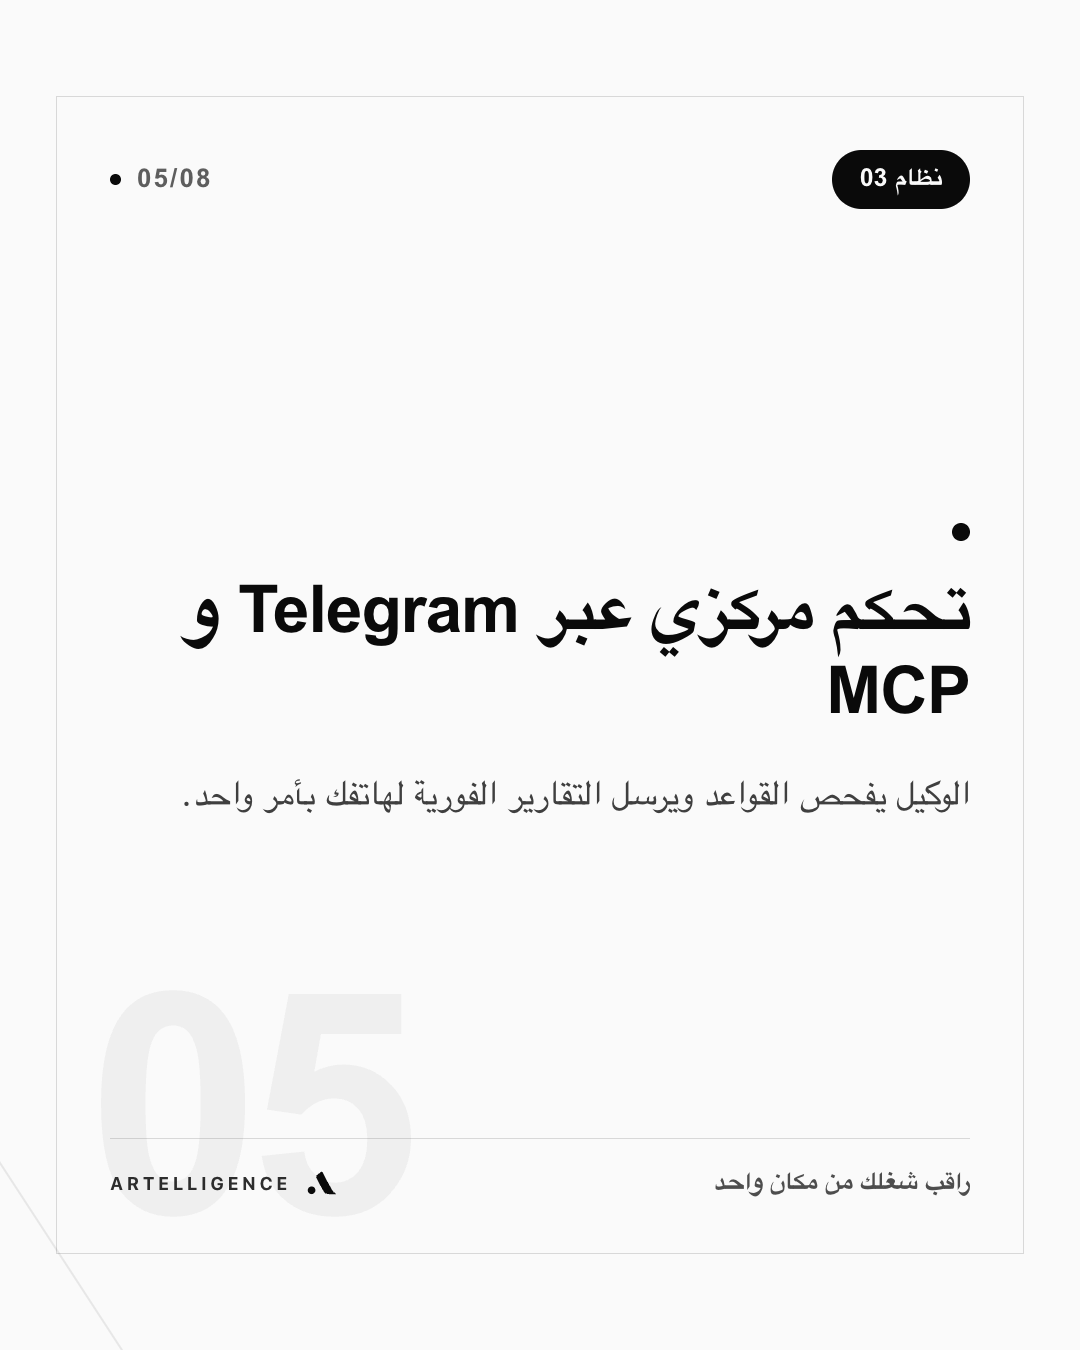 نظام 03
05/08
تحكم مركزي عبر Telegram و
MCP
الوكيل يفحص القواعد ويرسل التقارير الفورية لهاتفك بأمر واحد.
05
راقب شغلك من مكان واحد
ARTELLIGENCE